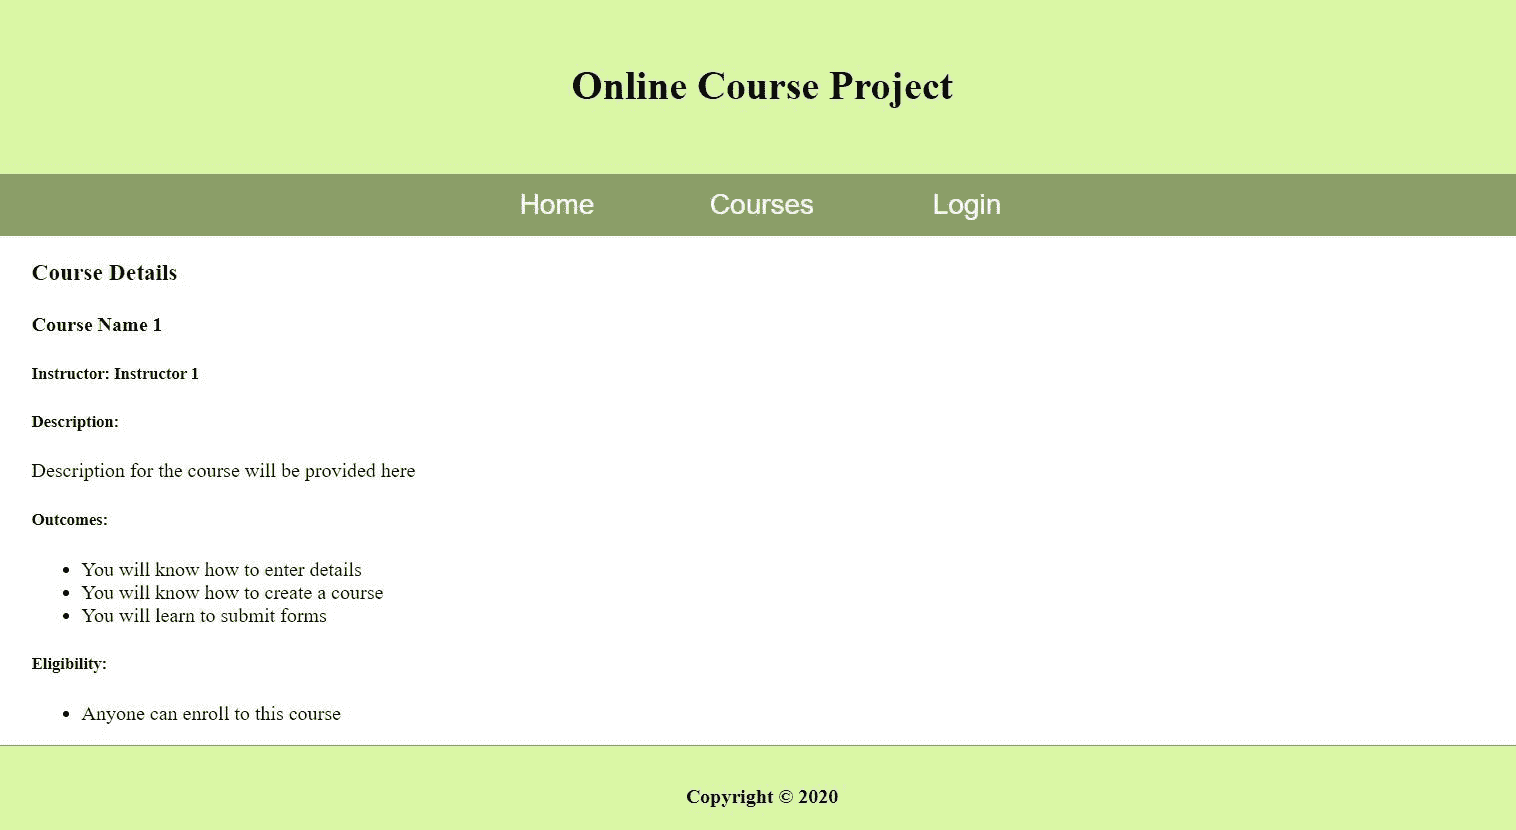 Online Course Project
Home Courses Login
Course Details
Course Name 1
Instructor: Instructor 1
Description:
Description for the course will be provided here
Outcomes:
• You will know how to enter details
• You will know how to create a course
• You will learn to submit forms
Eligibility:
• Anyone can enroll to this course
Copyright © 2020